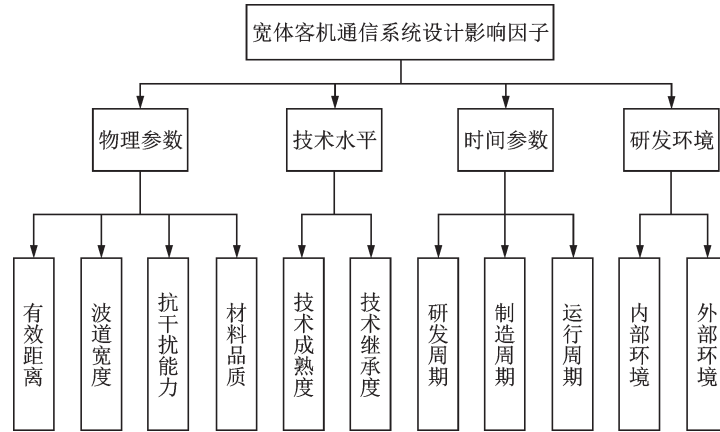 宽体客机通信系统设计影响因子
物理参数
技术水平
时间参数
研发环境
有效距离
波道宽度
抗干扰能力
材料品质
技术成熟度
技术继承度
研发周期
制造周期
运行周期
内部环境
外部环境